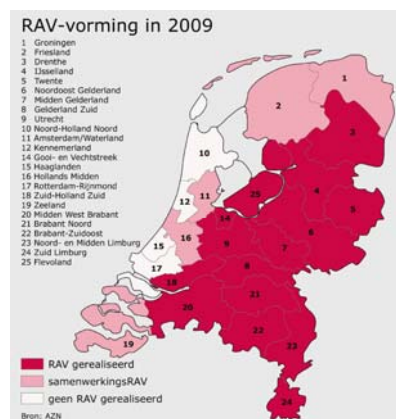 RAV-vorming in 2009
1 Groningen
2 Friesland
3 Drenthe
4 IJsselland
5 Twente
6 Noordoost Gelderland
7 Midden Gelderland
8 Gelderland Zuid
9 Utrecht
10 Noord-Holland Noord
11 Amsterdam/Waterland
12 Kennemerland
14 Gooi- en Vechtstreek
15 Haaglanden
16 Hollands Midden
17 Rotterdam-Rijnmond
18 Zuid-Holland Zuid
19 Zeeland
20 Midden West Brabant
21 Brabant Noord
22 Brabant-Zuidoost
23 Noord- en Midden Limburg
24 Zuid Limburg
25 Flevoland
1
2
3
10
25
4
11
12
5
14
6
9
7
15
16
17
8
18
21
20
22
19
23
24
RAV gerealiseerd
samenwerkingsRAV
geen RAV gerealiseerd
Bron: AZN